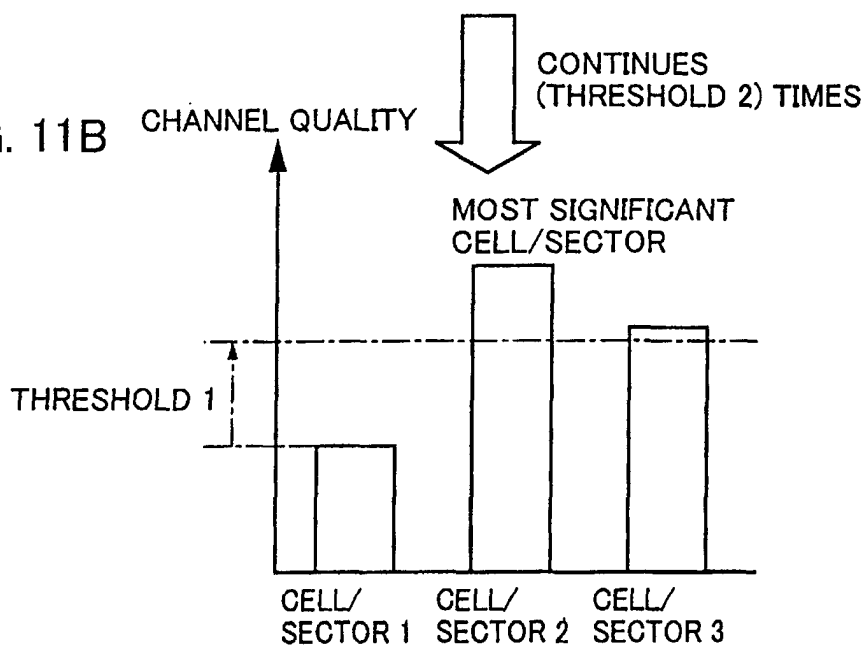 CONTINUES
(THRESHOLD 2) TIMES
11B
CHANNEL QUALITY
MOST SIGNIFICANT
CELL/SECTOR
THRESHOLD 1
CELL/
SECTOR 1
CELL/
SECTOR 2
CELL/
SECTOR 3